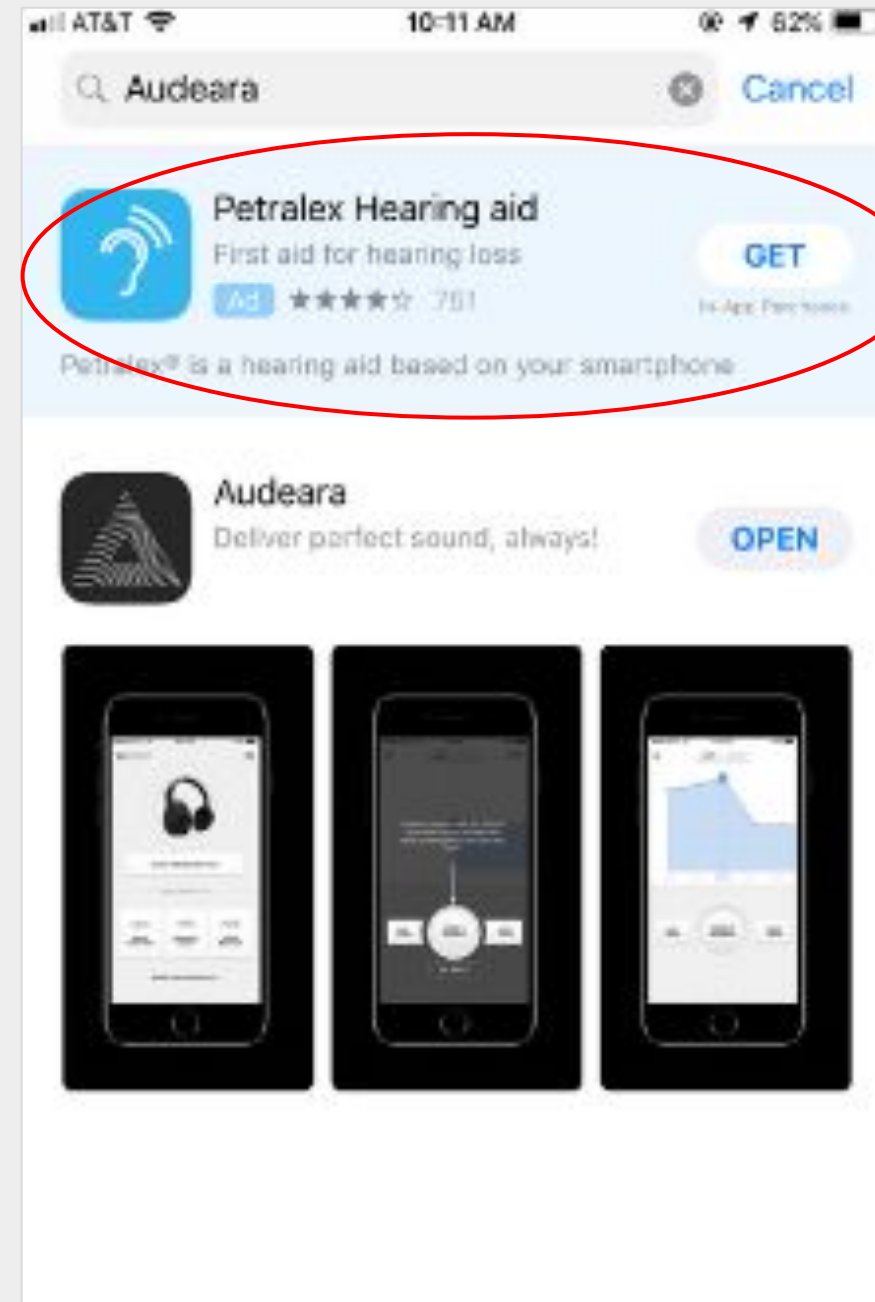 AT&T 10:11 AM 62%
Audeara Cancel
Petralex Hearing aid
First aid for hearing loss
GET
Ad ★★★★☆ 751
In-App Purchases
Petralex® is a hearing aid based on your smartphone
Audeara
Deliver perfect sound, always!
OPEN